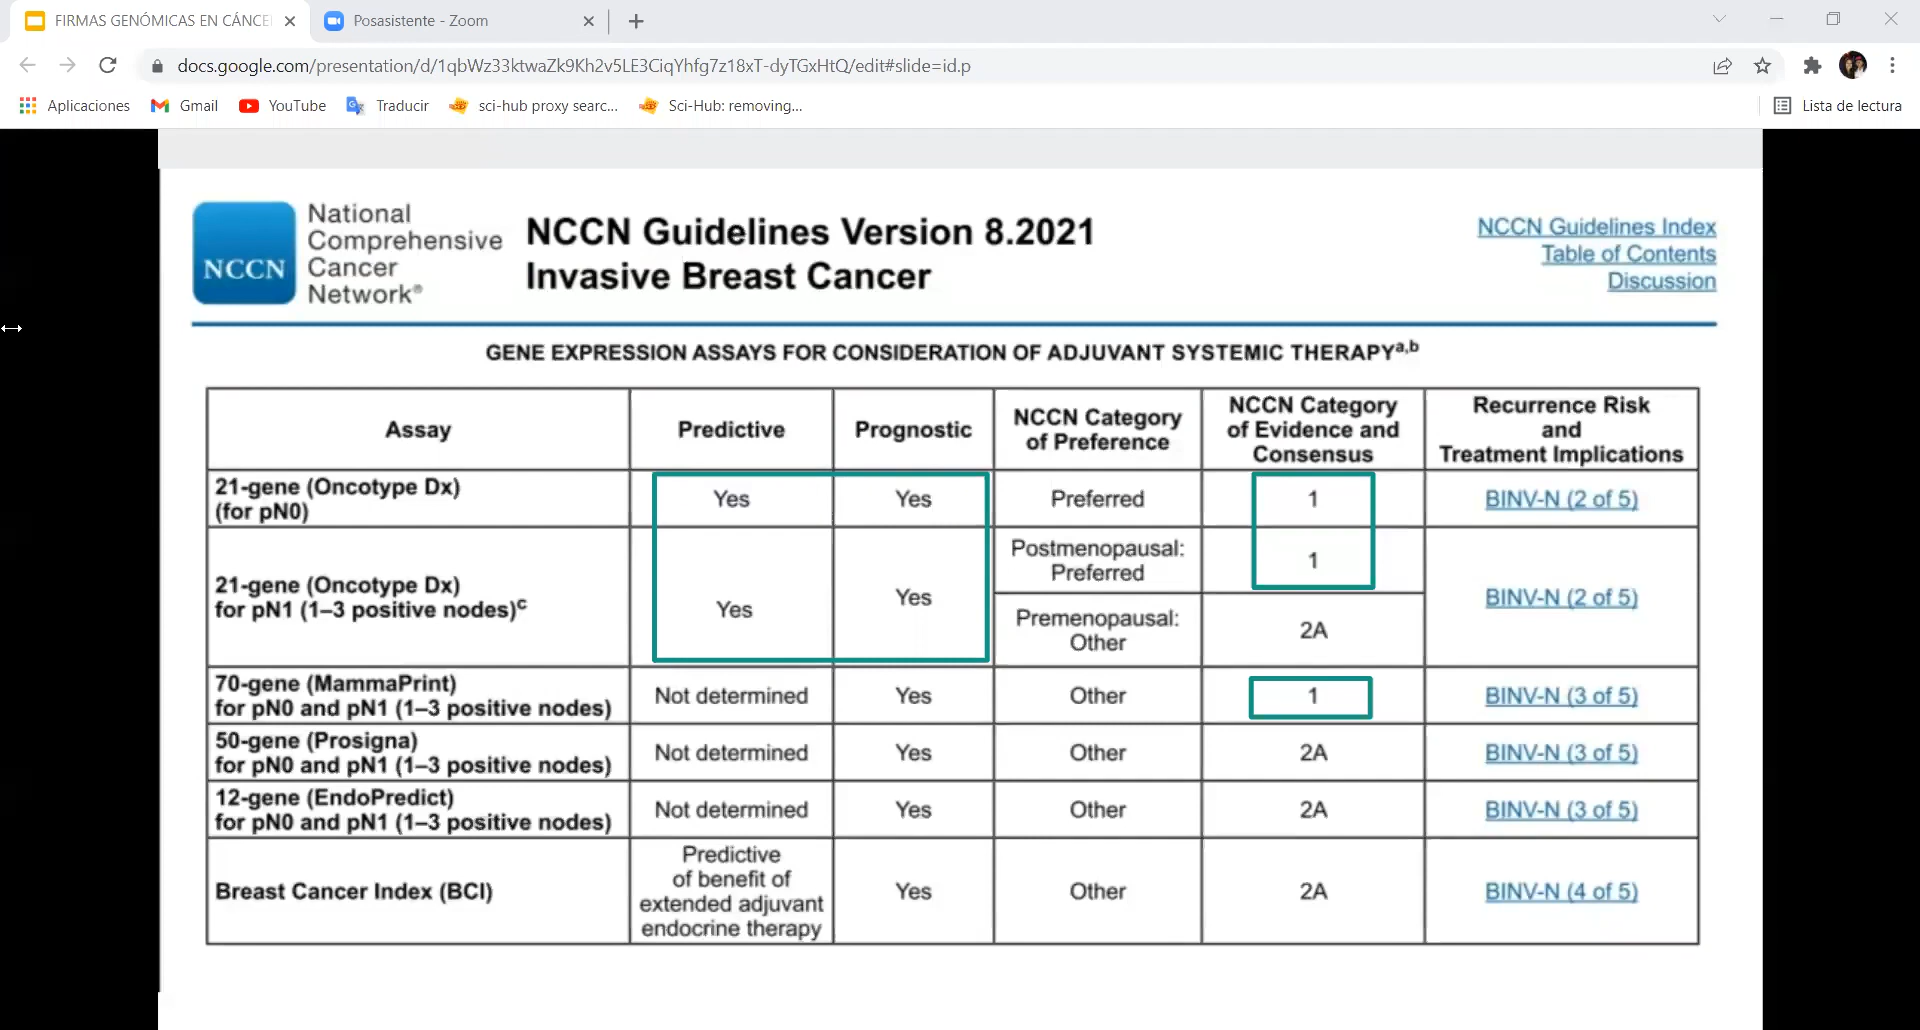 FIRMAS GENÓMICAS EN CÁNCE
Posasistente - Zoom
docs.google.com/presentation/d/1qbWz33ktwaZk9Kh2v5LE3CiqYhfg7z18xT-dyTGxHtQ/edit#slide=id.p
Aplicaciones
Gmail
YouTube
Traducir
sci-hub proxy searc...
Sci-Hub: removing...
Lista de lectura
NCCN
National
Comprehensive
Cancer
Network®
NCCN Guidelines Version 8.2021
Invasive Breast Cancer
NCCN Guidelines Index
Table of Contents
Discussion
GENE EXPRESSION ASSAYS FOR CONSIDERATION OF ADJUVANT SYSTEMIC THERAPYa,b
Assay
Predictive
Prognostic
NCCN Category
of Preference
NCCN Category
of Evidence and
Consensus
Recurrence Risk
and
Treatment Implications
21-gene (Oncotype Dx)
(for pN0)
Yes
Yes
Preferred
1
BINV-N (2 of 5)
21-gene (Oncotype Dx)
for pN1 (1–3 positive nodes)c
Yes
Yes
Postmenopausal:
Preferred
1
Premenopausal:
Other
2A
BINV-N (2 of 5)
70-gene (MammaPrint)
for pN0 and pN1 (1–3 positive nodes)
Not determined
Yes
Other
1
BINV-N (3 of 5)
50-gene (Prosigna)
for pN0 and pN1 (1–3 positive nodes)
Not determined
Yes
Other
2A
BINV-N (3 of 5)
12-gene (EndoPredict)
for pN0 and pN1 (1–3 positive nodes)
Not determined
Yes
Other
2A
BINV-N (3 of 5)
Breast Cancer Index (BCI)
Predictive
of benefit of
extended adjuvant
endocrine therapy
Yes
Other
2A
BINV-N (4 of 5)